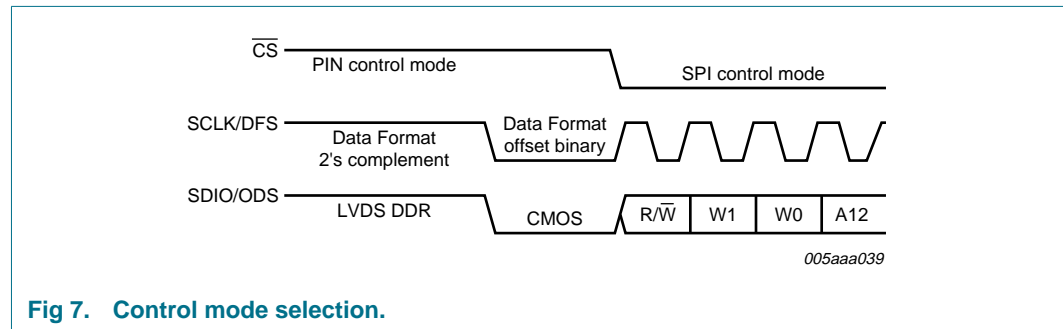 C̅S̅
PIN control mode
SPI control mode
SCLK/DFS
Data Format
2's complement
Data Format
offset binary
SDIO/ODS
LVDS DDR
CMOS
R/W̅
W1
W0
A12
005aaa039
Fig 7. Control mode selection.